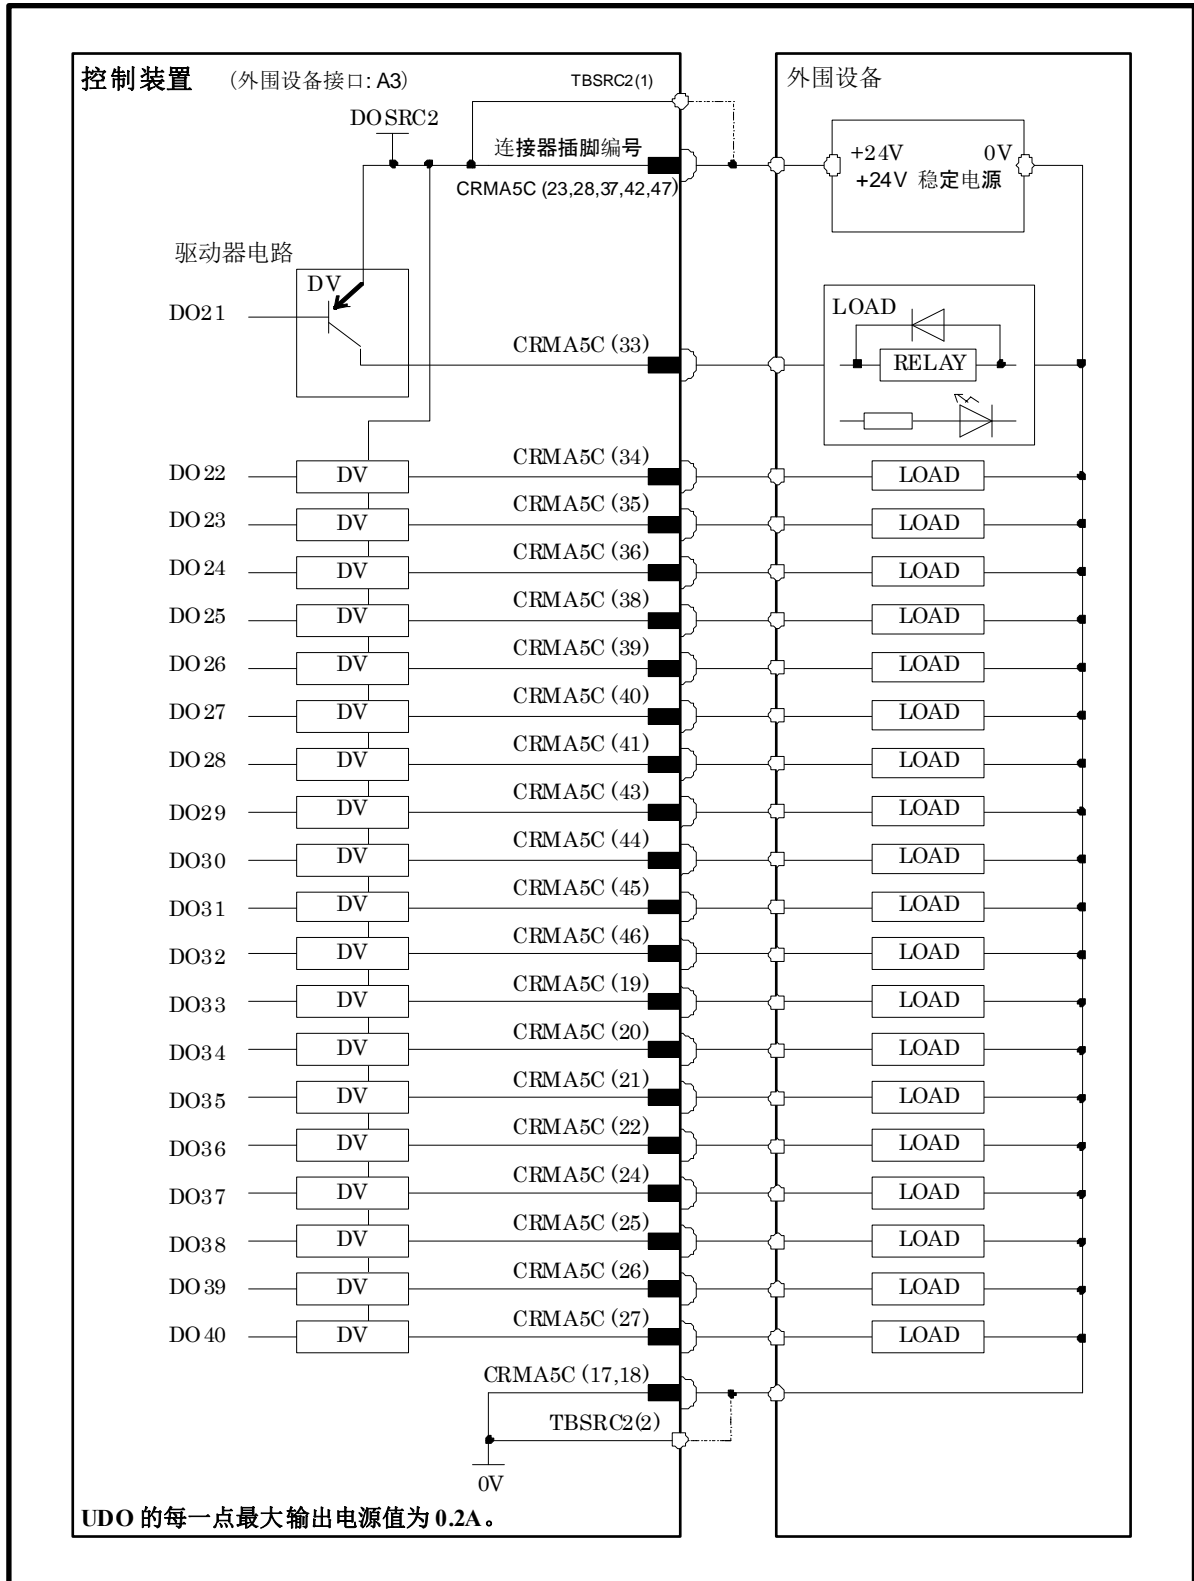 控制装置 (外围设备接口: A3) TBSRC2(1)
外围设备
DOSRC2
连接器插脚编号
CRMA5C (23,28,37,42,47)
+24V 0V
+24V 稳定电源
驱动器电路
DV
DO21
CRMA5C (33)
LOAD
RELAY
DO22 DV CRMA5C (34) LOAD
DO23 DV CRMA5C (35) LOAD
DO24 DV CRMA5C (36) LOAD
DO25 DV CRMA5C (38) LOAD
DO26 DV CRMA5C (39) LOAD
DO27 DV CRMA5C (40) LOAD
DO28 DV CRMA5C (41) LOAD
DO29 DV CRMA5C (43) LOAD
DO30 DV CRMA5C (44) LOAD
DO31 DV CRMA5C (45) LOAD
DO32 DV CRMA5C (46) LOAD
DO33 DV CRMA5C (19) LOAD
DO34 DV CRMA5C (20) LOAD
DO35 DV CRMA5C (21) LOAD
DO36 DV CRMA5C (22) LOAD
DO37 DV CRMA5C (24) LOAD
DO38 DV CRMA5C (25) LOAD
DO39 DV CRMA5C (26) LOAD
DO40 DV CRMA5C (27) LOAD
CRMA5C (17,18)
TBSRC2(2)
0V
UDO 的每一点最大输出电源值为 0.2A。